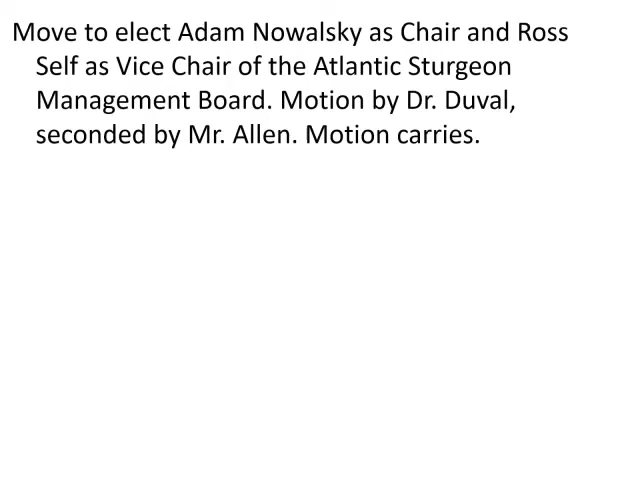 Move to elect Adam Nowalsky as Chair and Ross
Self as Vice Chair of the Atlantic Sturgeon
Management Board. Motion by Dr. Duval,
seconded by Mr. Allen. Motion carries.